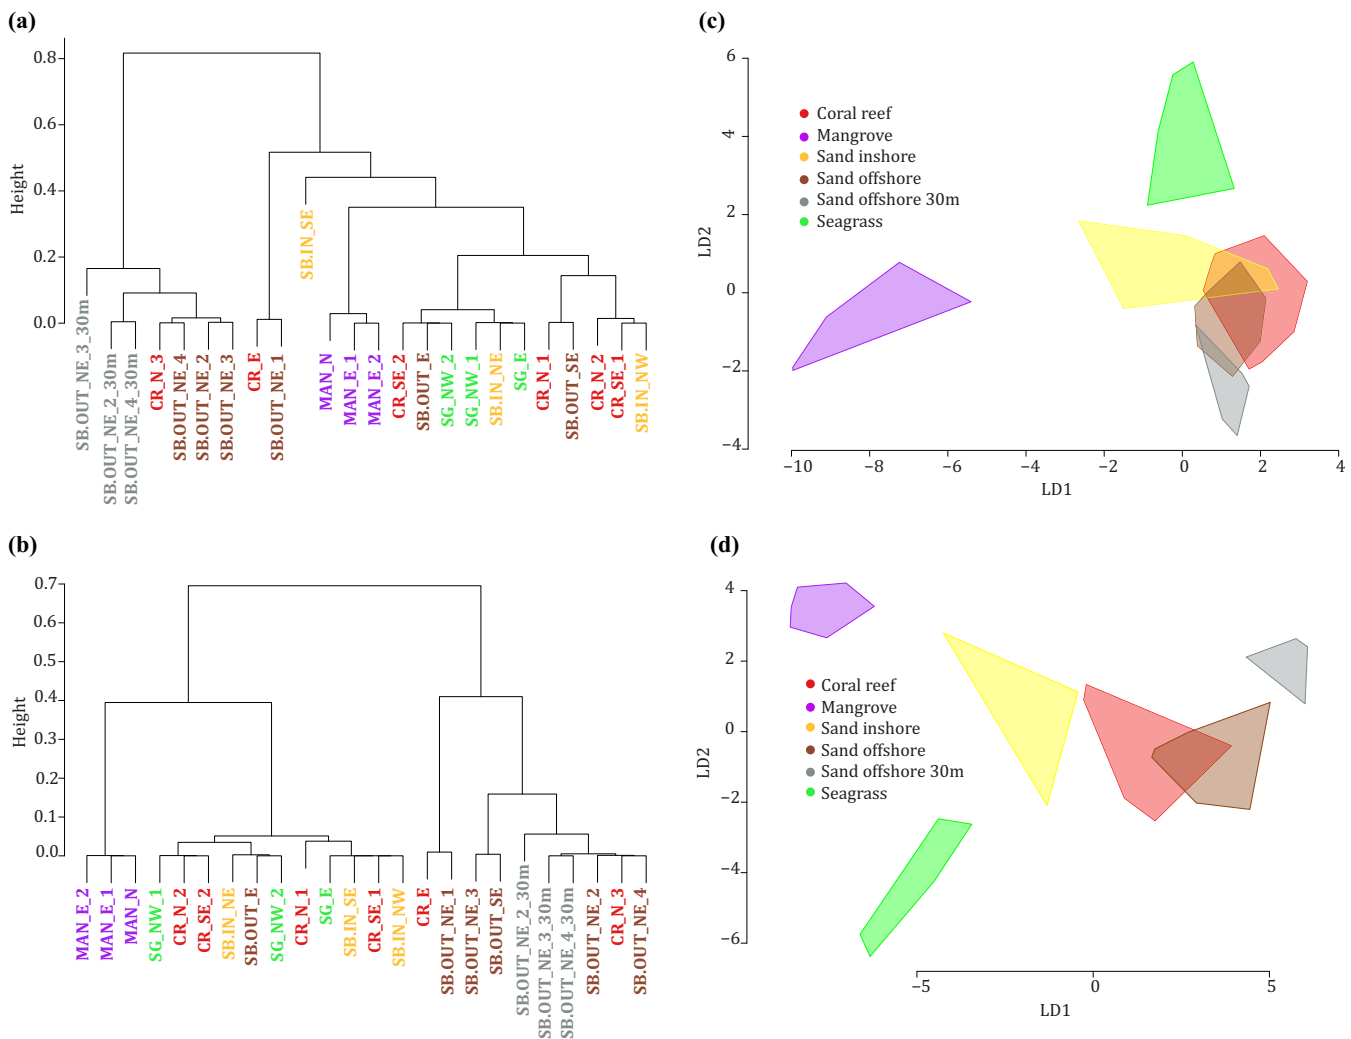 (a)
Height
0.8
0.6
0.4
0.2
0.0
SB.OUT_NE_3_30m
SB.OUT_NE_2_30m
SB.OUT_NE_4_30m
CR_N_3
SB.OUT_NE_4
SB.OUT_NE_2
SB.OUT_NE_3
CR_E
SB.OUT_NE_1
SB.IN_SE
MAN_N
MAN_E_1
MAN_E_2
CR_SE_2
SB.OUT_E
SG_NW_2
SG_NW_1
SB.IN_NE
SG_E
CR_N_1
SB.OUT_SE
CR_N_2
CR_SE_1
SB.IN_NW
(c)
LD2
6
4
2
0
−2
−4
Coral reef
Mangrove
Sand inshore
Sand offshore
Sand offshore 30m
Seagrass
−10
−8
−6
−4
−2
0
2
4
LD1
(b)
Height
0.7
0.6
0.5
0.4
0.3
0.2
0.1
0.0
MAN_E_2
MAN_E_1
MAN_N
SG_NW_1
CR_N_2
CR_SE_2
SB.IN_NE
SB.OUT_E
SG_NW_2
CR_N_1
SG_E
SB.IN_SE
CR_SE_1
SB.IN_NW
CR_E
SB.OUT_NE_1
SB.OUT_NE_3
SB.OUT_SE
SB.OUT_NE_2_30m
SB.OUT_NE_3_30m
SB.OUT_NE_4_30m
SB.OUT_NE_2
CR_N_3
SB.OUT_NE_4
(d)
LD2
4
2
0
−2
−4
−6
Coral reef
Mangrove
Sand inshore
Sand offshore
Sand offshore 30m
Seagrass
−5
0
5
LD1